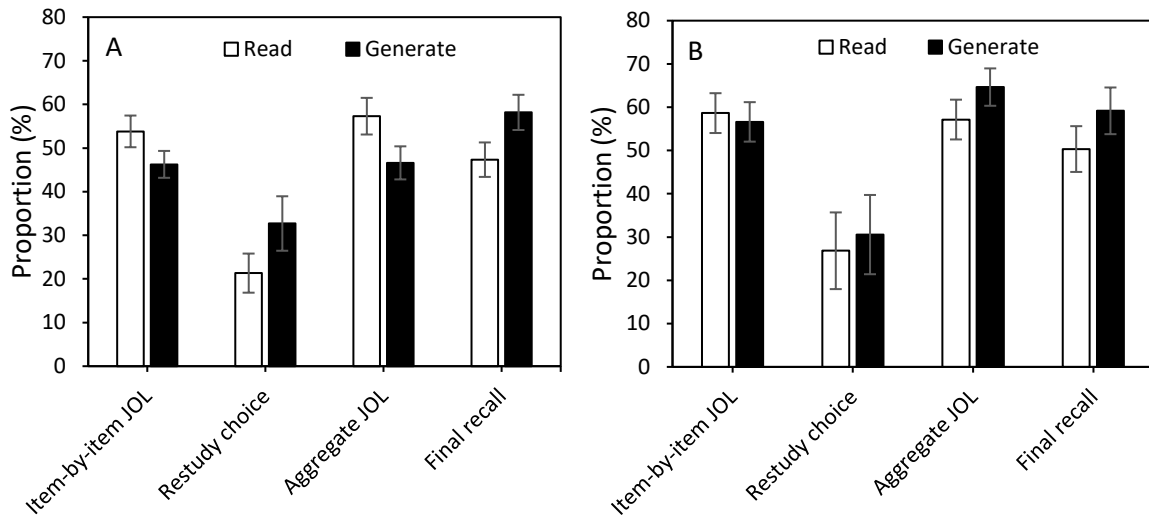 A
Read
Generate
Proportion (%)
80
70
60
50
40
30
20
10
0
Item-by-item JOL
Restudy choice
Aggregate JOL
Final recall
B
Read
Generate
Proportion (%)
80
70
60
50
40
30
20
10
0
Item-by-item JOL
Restudy choice
Aggregate JOL
Final recall